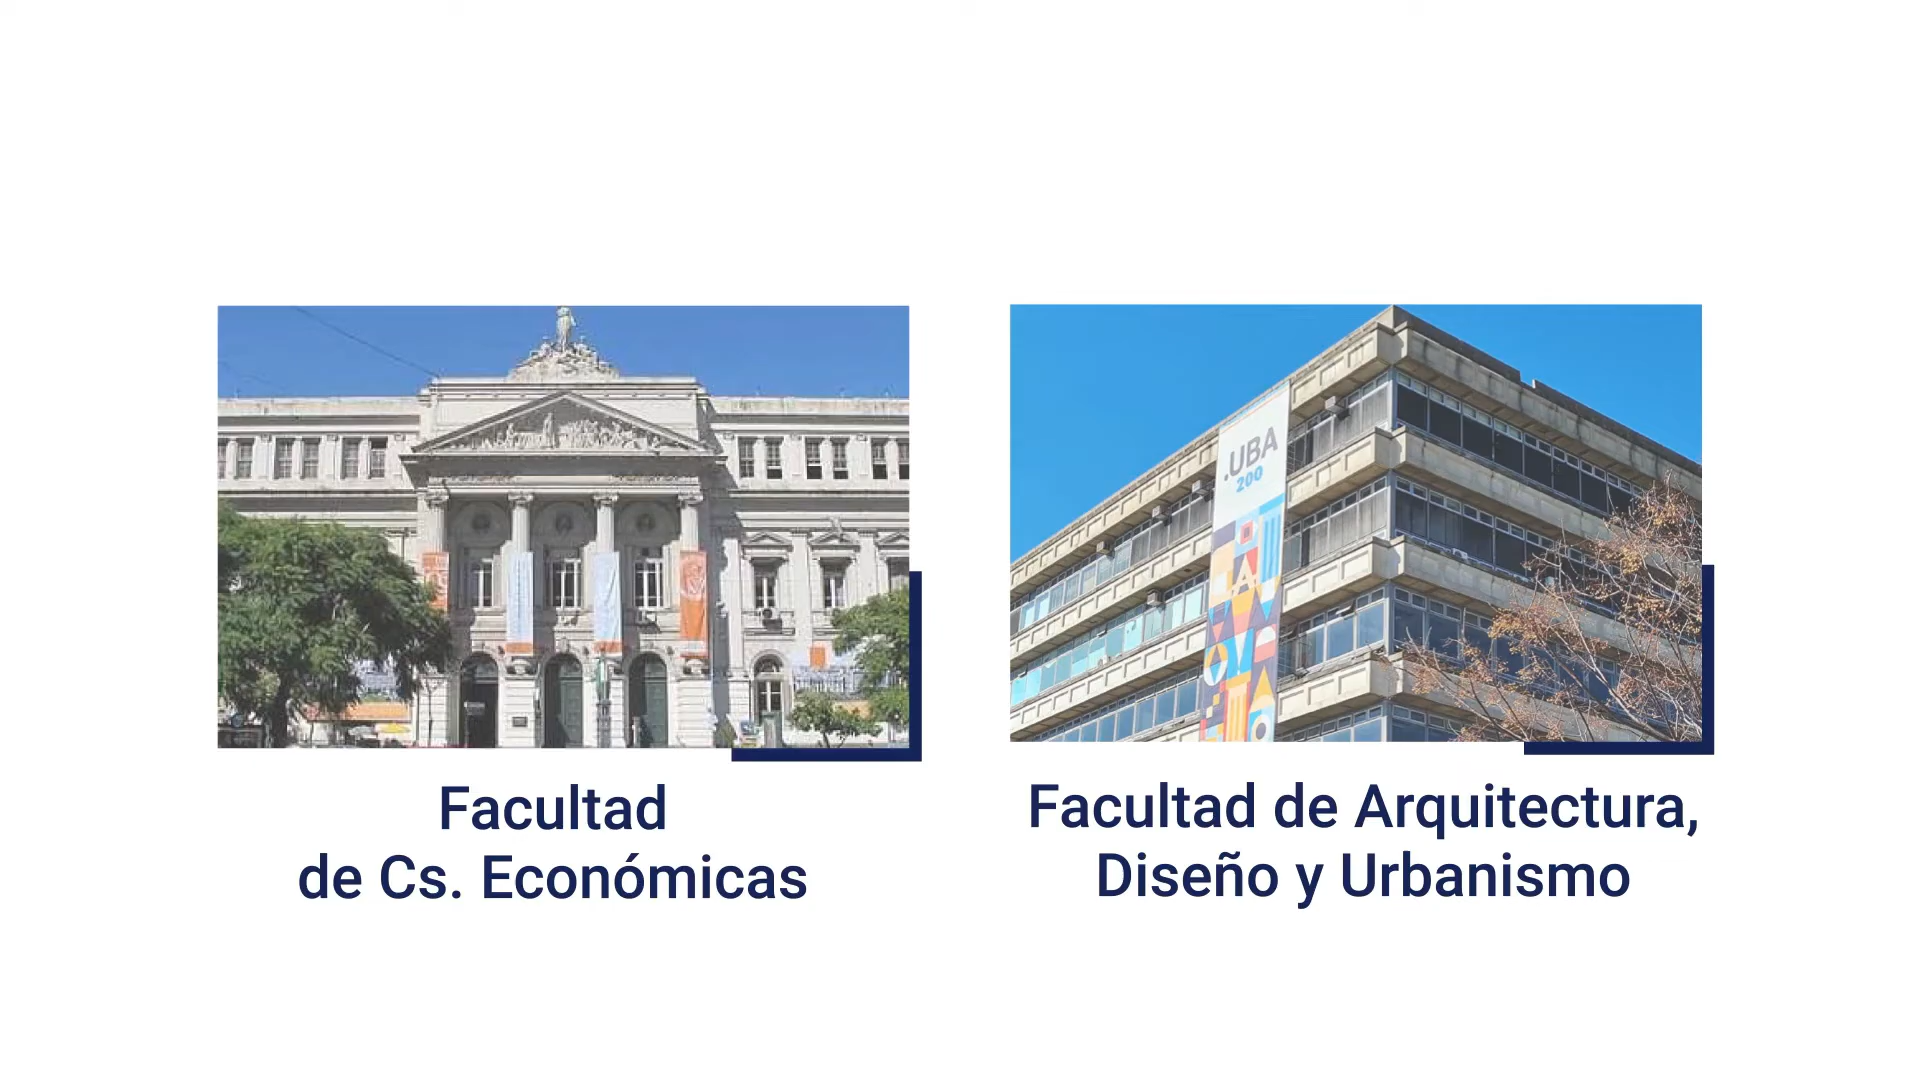 .UBA
200
Facultad
de Cs. Económicas
Facultad de Arquitectura,
Diseño y Urbanismo